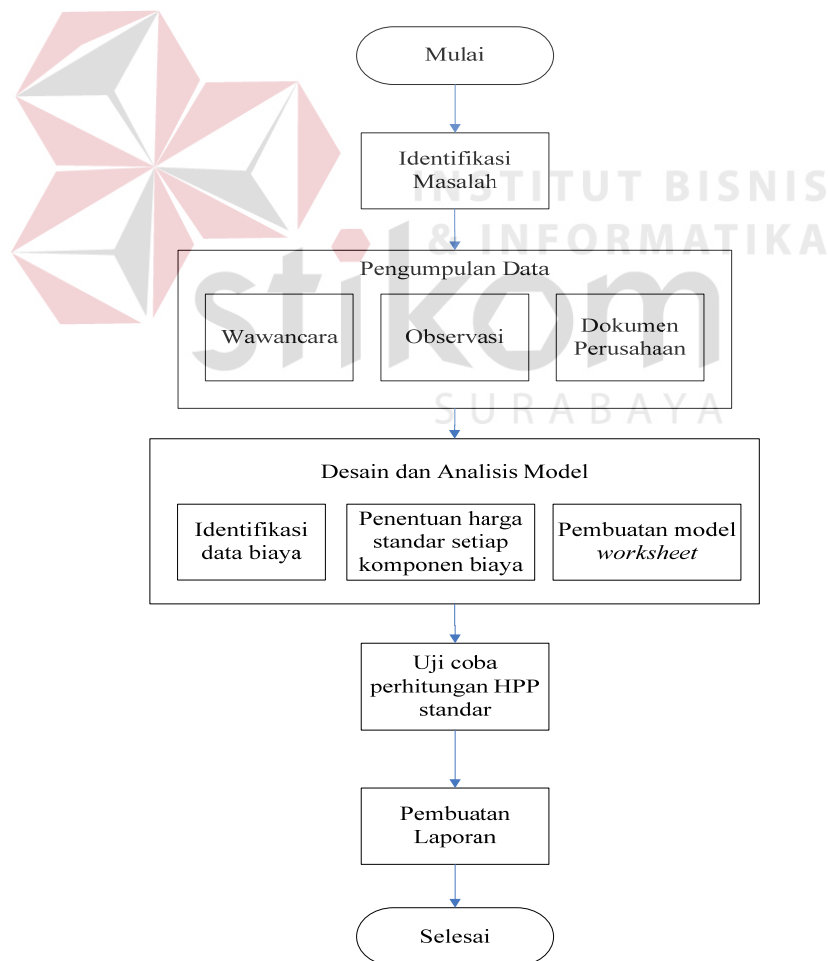 Mulai
Identifikasi
Masalah
INSTITUT BISNIS
& INFORMATIKA
stikom
SURABAYA
Pengumpulan Data
Wawancara
Observasi
Dokumen
Perusahaan
Desain dan Analisis Model
Identifikasi
data biaya
Penentuan harga
standar setiap
komponen biaya
Pembuatan model
worksheet
Uji coba
perhitungan HPP
standar
Pembuatan
Laporan
Selesai